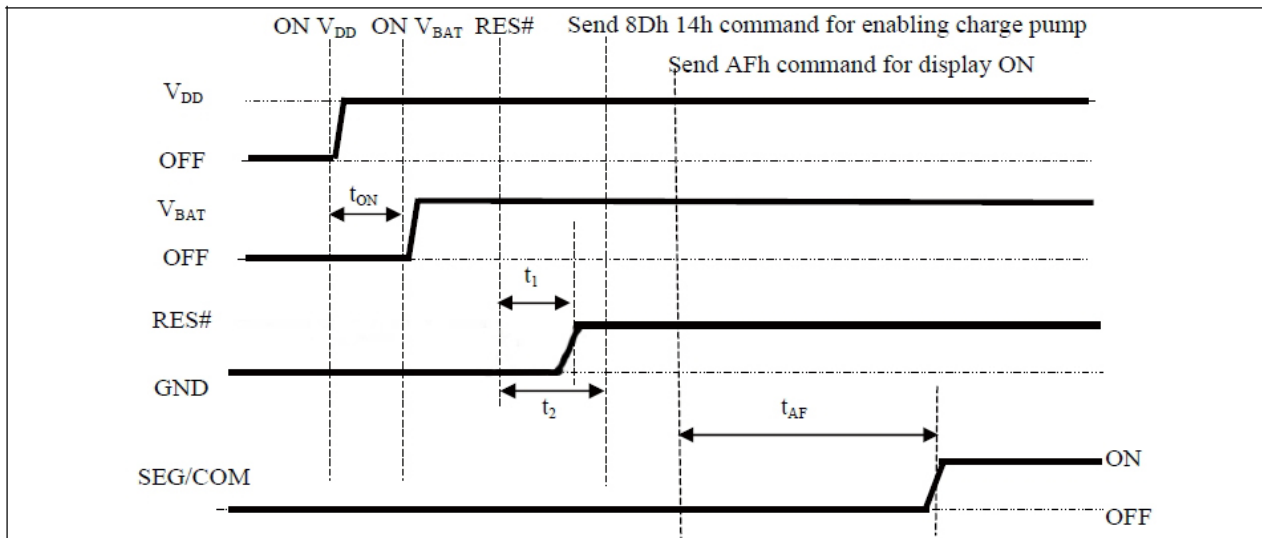 ON VDD ON VBAT RES# Send 8Dh 14h command for enabling charge pump
Send AFh command for display ON
VDD
OFF
tON
VBAT
OFF
t1
RES#
GND
t2
tAF
ON
SEG/COM
OFF